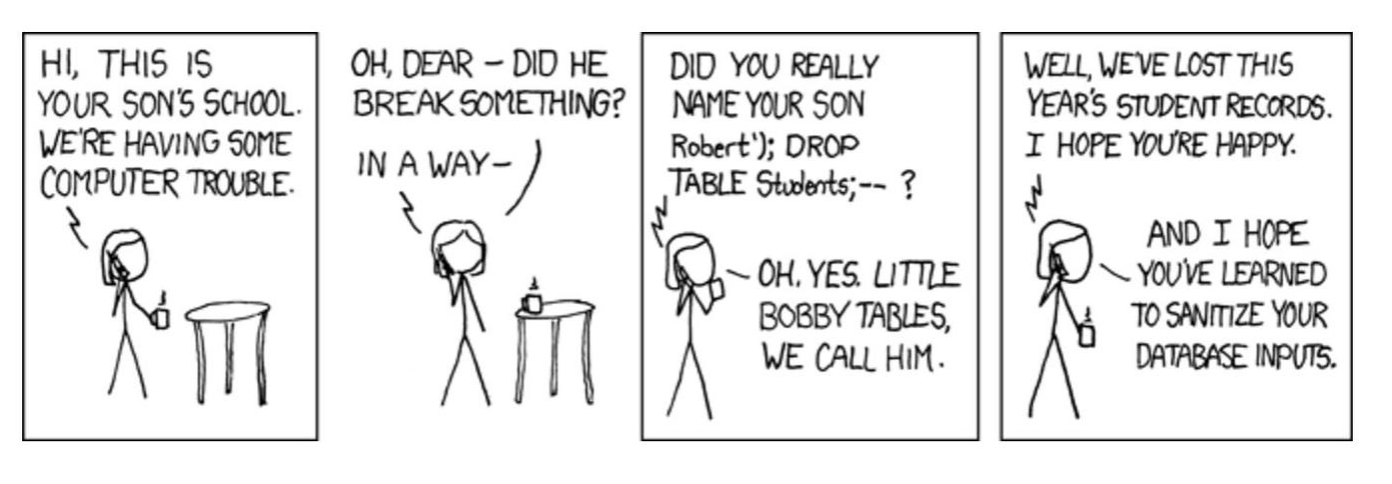 HI, THIS IS
YOUR SON'S SCHOOL.
WE'RE HAVING SOME
COMPUTER TROUBLE.
OH, DEAR – DID HE
BREAK SOMETHING?
IN A WAY–
DID YOU REALLY
NAME YOUR SON
Robert'); DROP
TABLE Students;-- ?
OH. YES. LITTLE
BOBBY TABLES,
WE CALL HIM.
WELL, WE'VE LOST THIS
YEAR'S STUDENT RECORDS.
I HOPE YOU'RE HAPPY.
AND I HOPE
YOU'VE LEARNED
TO SANITIZE YOUR
DATABASE INPUTS.